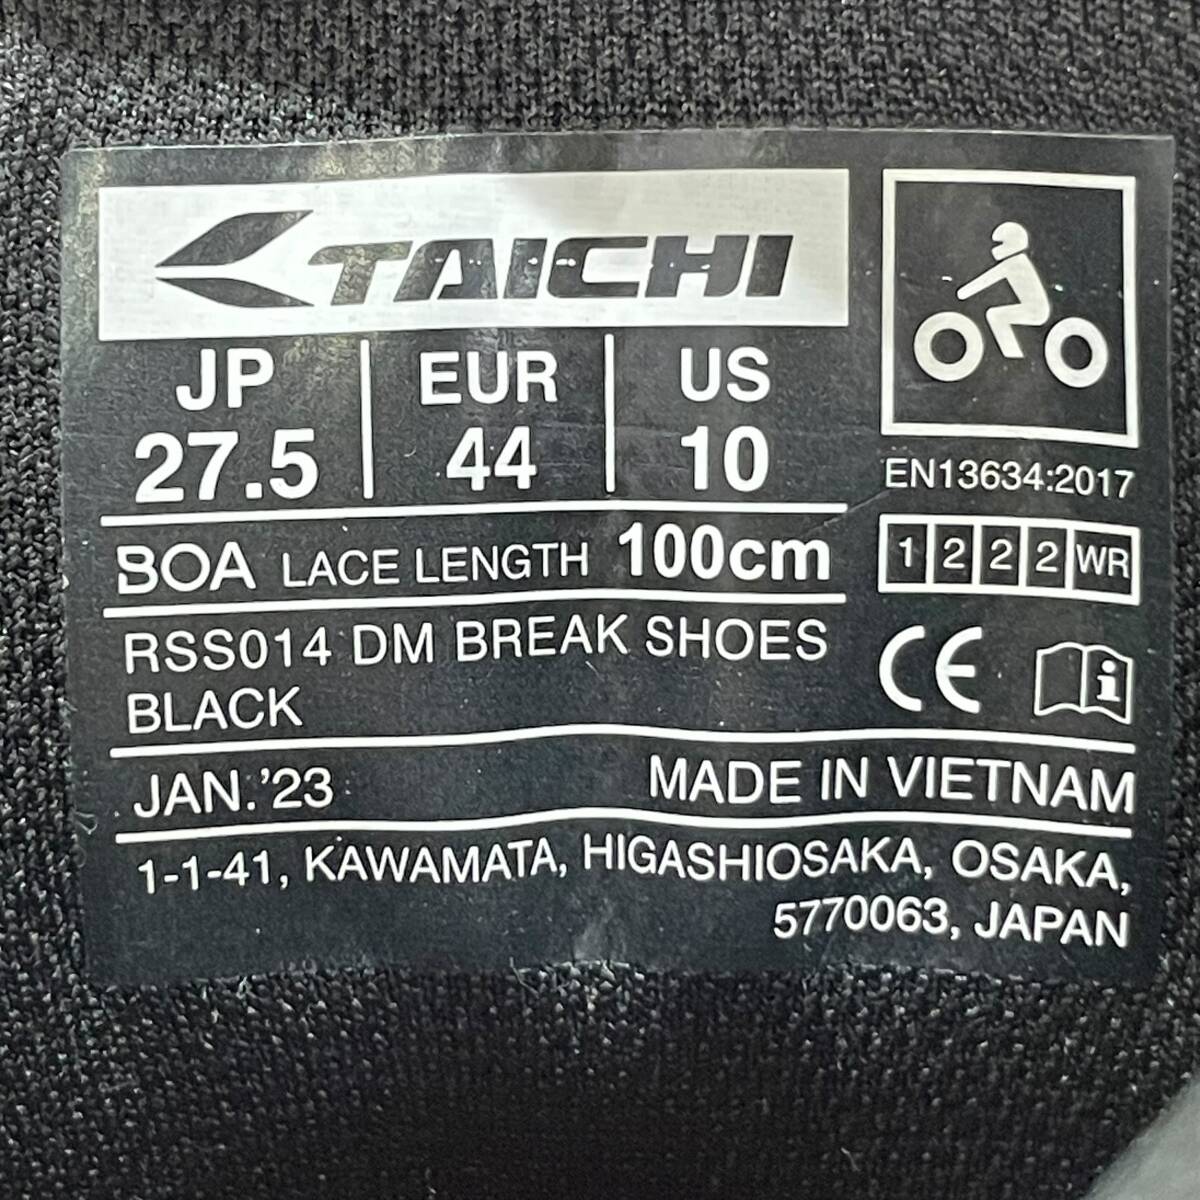 TAICHI
JP EUR US
27.5 44 10
EN13634:2017
BOA LACE LENGTH 100cm
1 2 2 2 WR
RSS014 DM BREAK SHOES
BLACK
CE
i
JAN.'23 MADE IN VIETNAM
1-1-41, KAWAMATA, HIGASHIOSAKA, OSAKA,
5770063, JAPAN